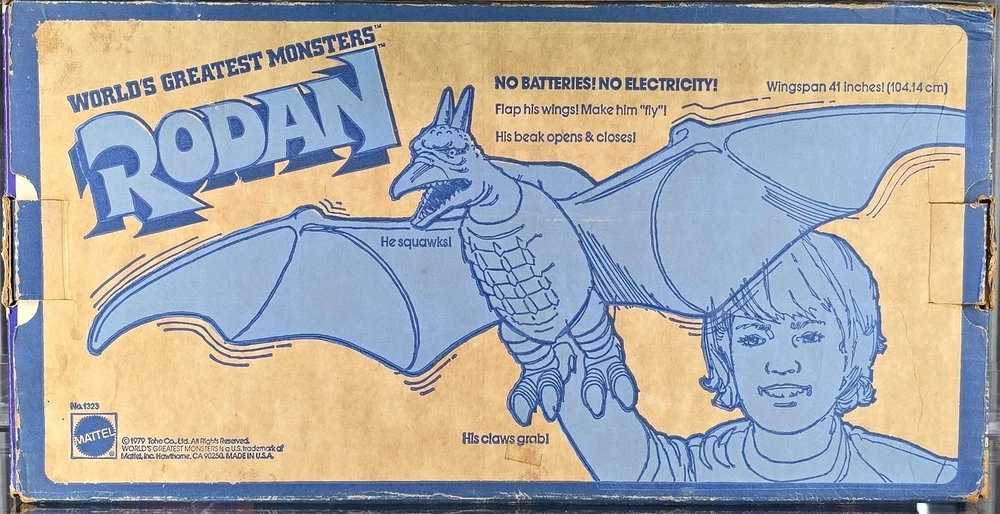 WORLD'S GREATEST MONSTERS™
RODAN™
NO BATTERIES! NO ELECTRICITY!
Flap his wings! Make him "fly"!
His beak opens & closes!
Wingspan 41 inches! (104.14 cm)
He squawks!
His claws grab!
No. 1323
MATTEL®
© 1979 Toho Co., Ltd. All Rights Reserved.
WORLD'S GREATEST MONSTERS is a U.S. trademark of
Mattel, Inc. Hawthorne, CA 90250. MADE IN U.S.A.